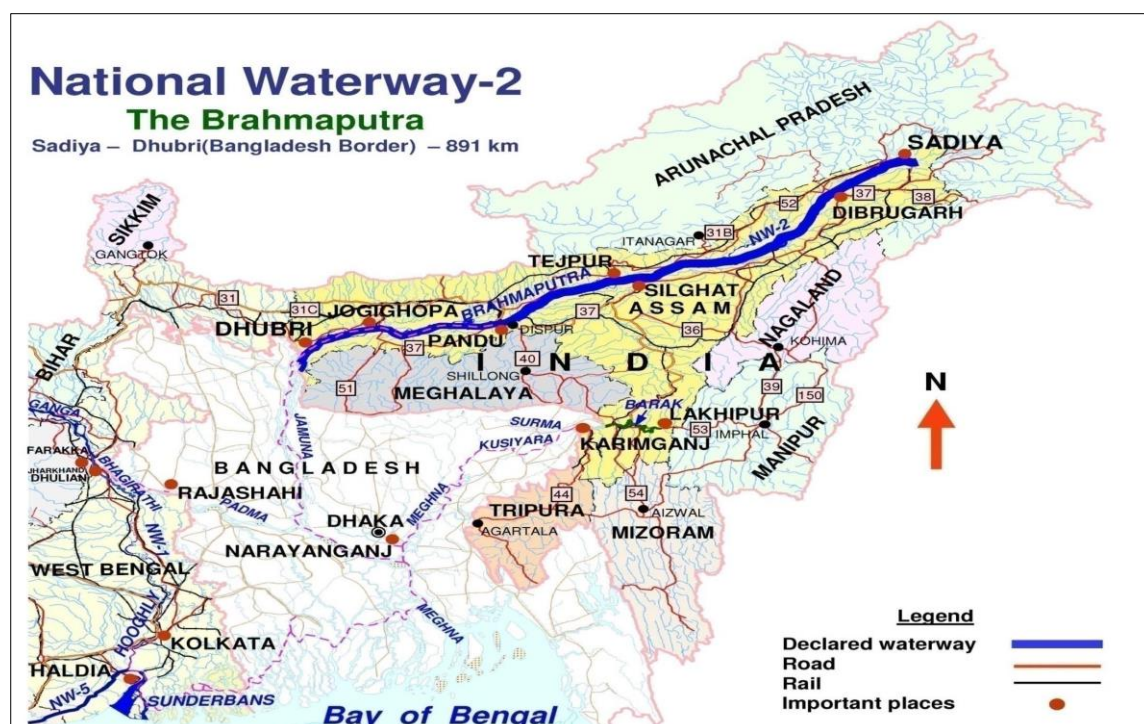 National Waterway-2
The Brahmaputra
Sadiya – Dhubri(Bangladesh Border) – 891 km
ARUNACHAL PRADESH
SADIYA
SIKKIM
GANGTOK
52
37
38
DIBRUGARH
ITANAGAR
31B
NW-2
TEJPUR
BRAHMAPUTRA
SILGHAT
ASSAM
31
31C
JOGIGHOPA
DHUBRI
37
PANDU
DISPUR
37
36
NAGALAND
KOHIMA
INDIA
BIHAR
40
SHILLONG
51
MEGHALAYA
39
150
N
BARAK
LAKHIPUR
SURMA
KUSIYARA
KARIMGANJ
53
IMPHAL
MANIPUR
GANGA
FARAKKA
JHARKHAND
DHULIAN
BHAGIRATHI
JAMUNA
BANGLADESH
RAJASHAHI
PADMA
MEGHNA
44
54
TRIPURA
AIZWAL
DHAKA
AGARTALA
MIZORAM
NARAYANGANJ
NW-1
WEST BENGAL
MEGHNA
HOOGHLY
KOLKATA
HALDIA
NW-5
SUNDERBANS
Bay of Bengal
Legend
Declared waterway
Road
Rail
Important places